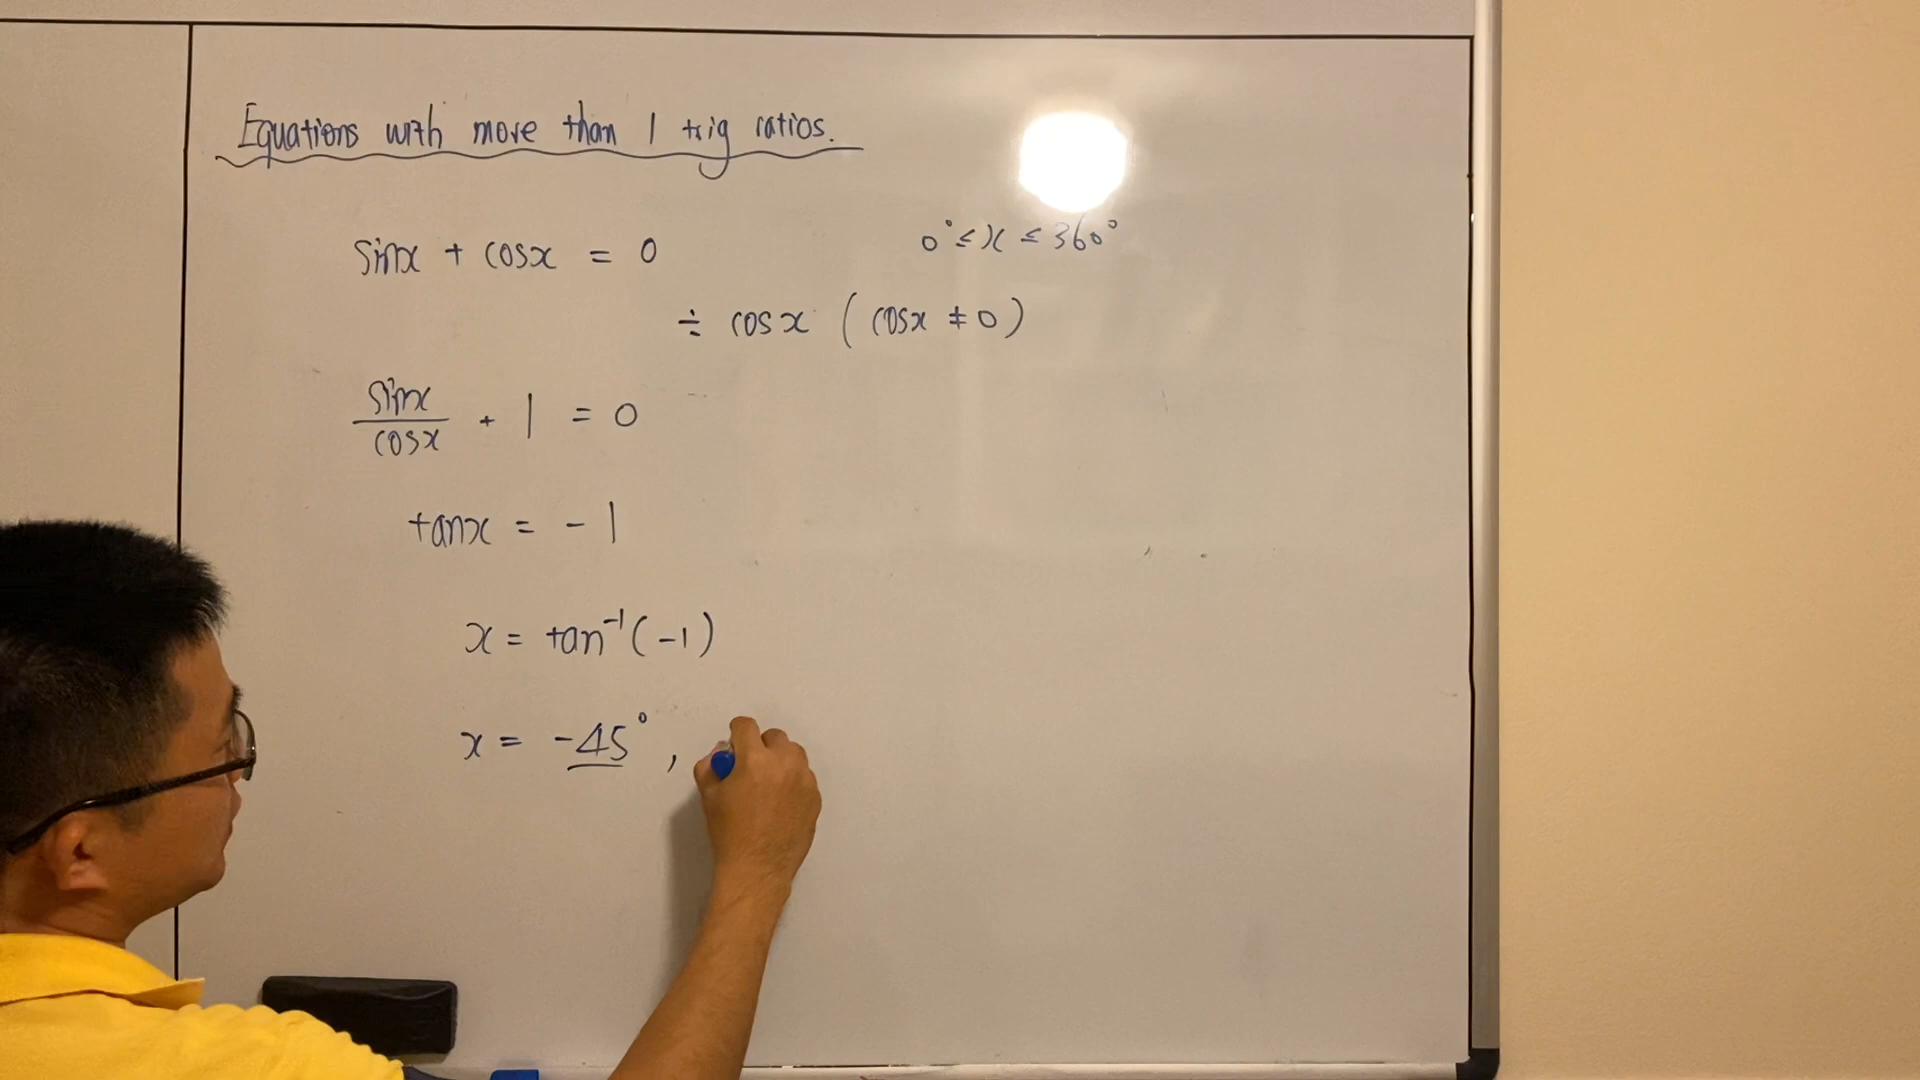 Equations with more than 1 trig ratios.
sinx + cosx = 0
0° ≤ x ≤ 360°
÷ cosx (cosx ≠ 0)
sinx/cosx + 1 = 0
tanx = -1
x = tan⁻¹(-1)
x = -45°,